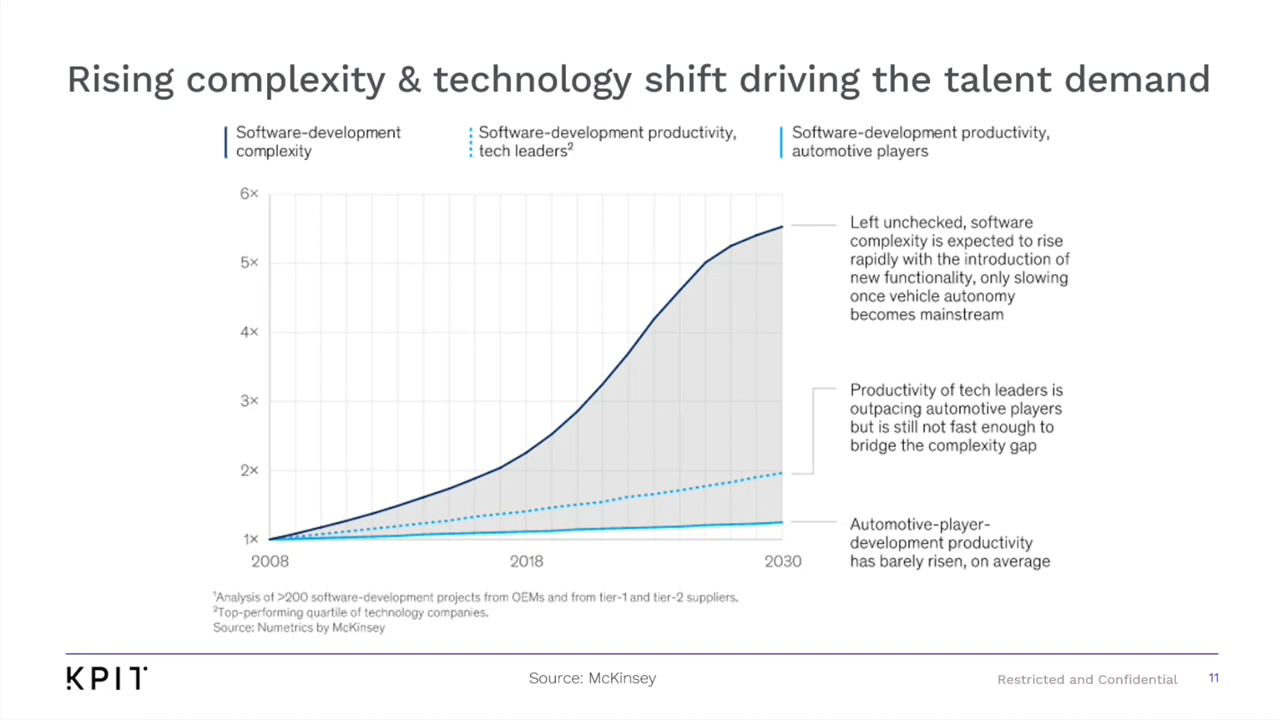 Rising complexity & technology shift driving the talent demand
Software-development
complexity
Software-development productivity,
tech leaders²
Software-development productivity,
automotive players
6×
5×
4×
3×
2×
1×
2008
2018
2030
Left unchecked, software
complexity is expected to rise
rapidly with the introduction of
new functionality, only slowing
once vehicle autonomy
becomes mainstream
Productivity of tech leaders is
outpacing automotive players
but is still not fast enough to
bridge the complexity gap
Automotive-player-
development productivity
has barely risen, on average
¹Analysis of >200 software-development projects from OEMs and from tier-1 and tier-2 suppliers.
²Top-performing quartile of technology companies.
Source: Numetrics by McKinsey
KPIT
Source: McKinsey
Restricted and Confidential
11